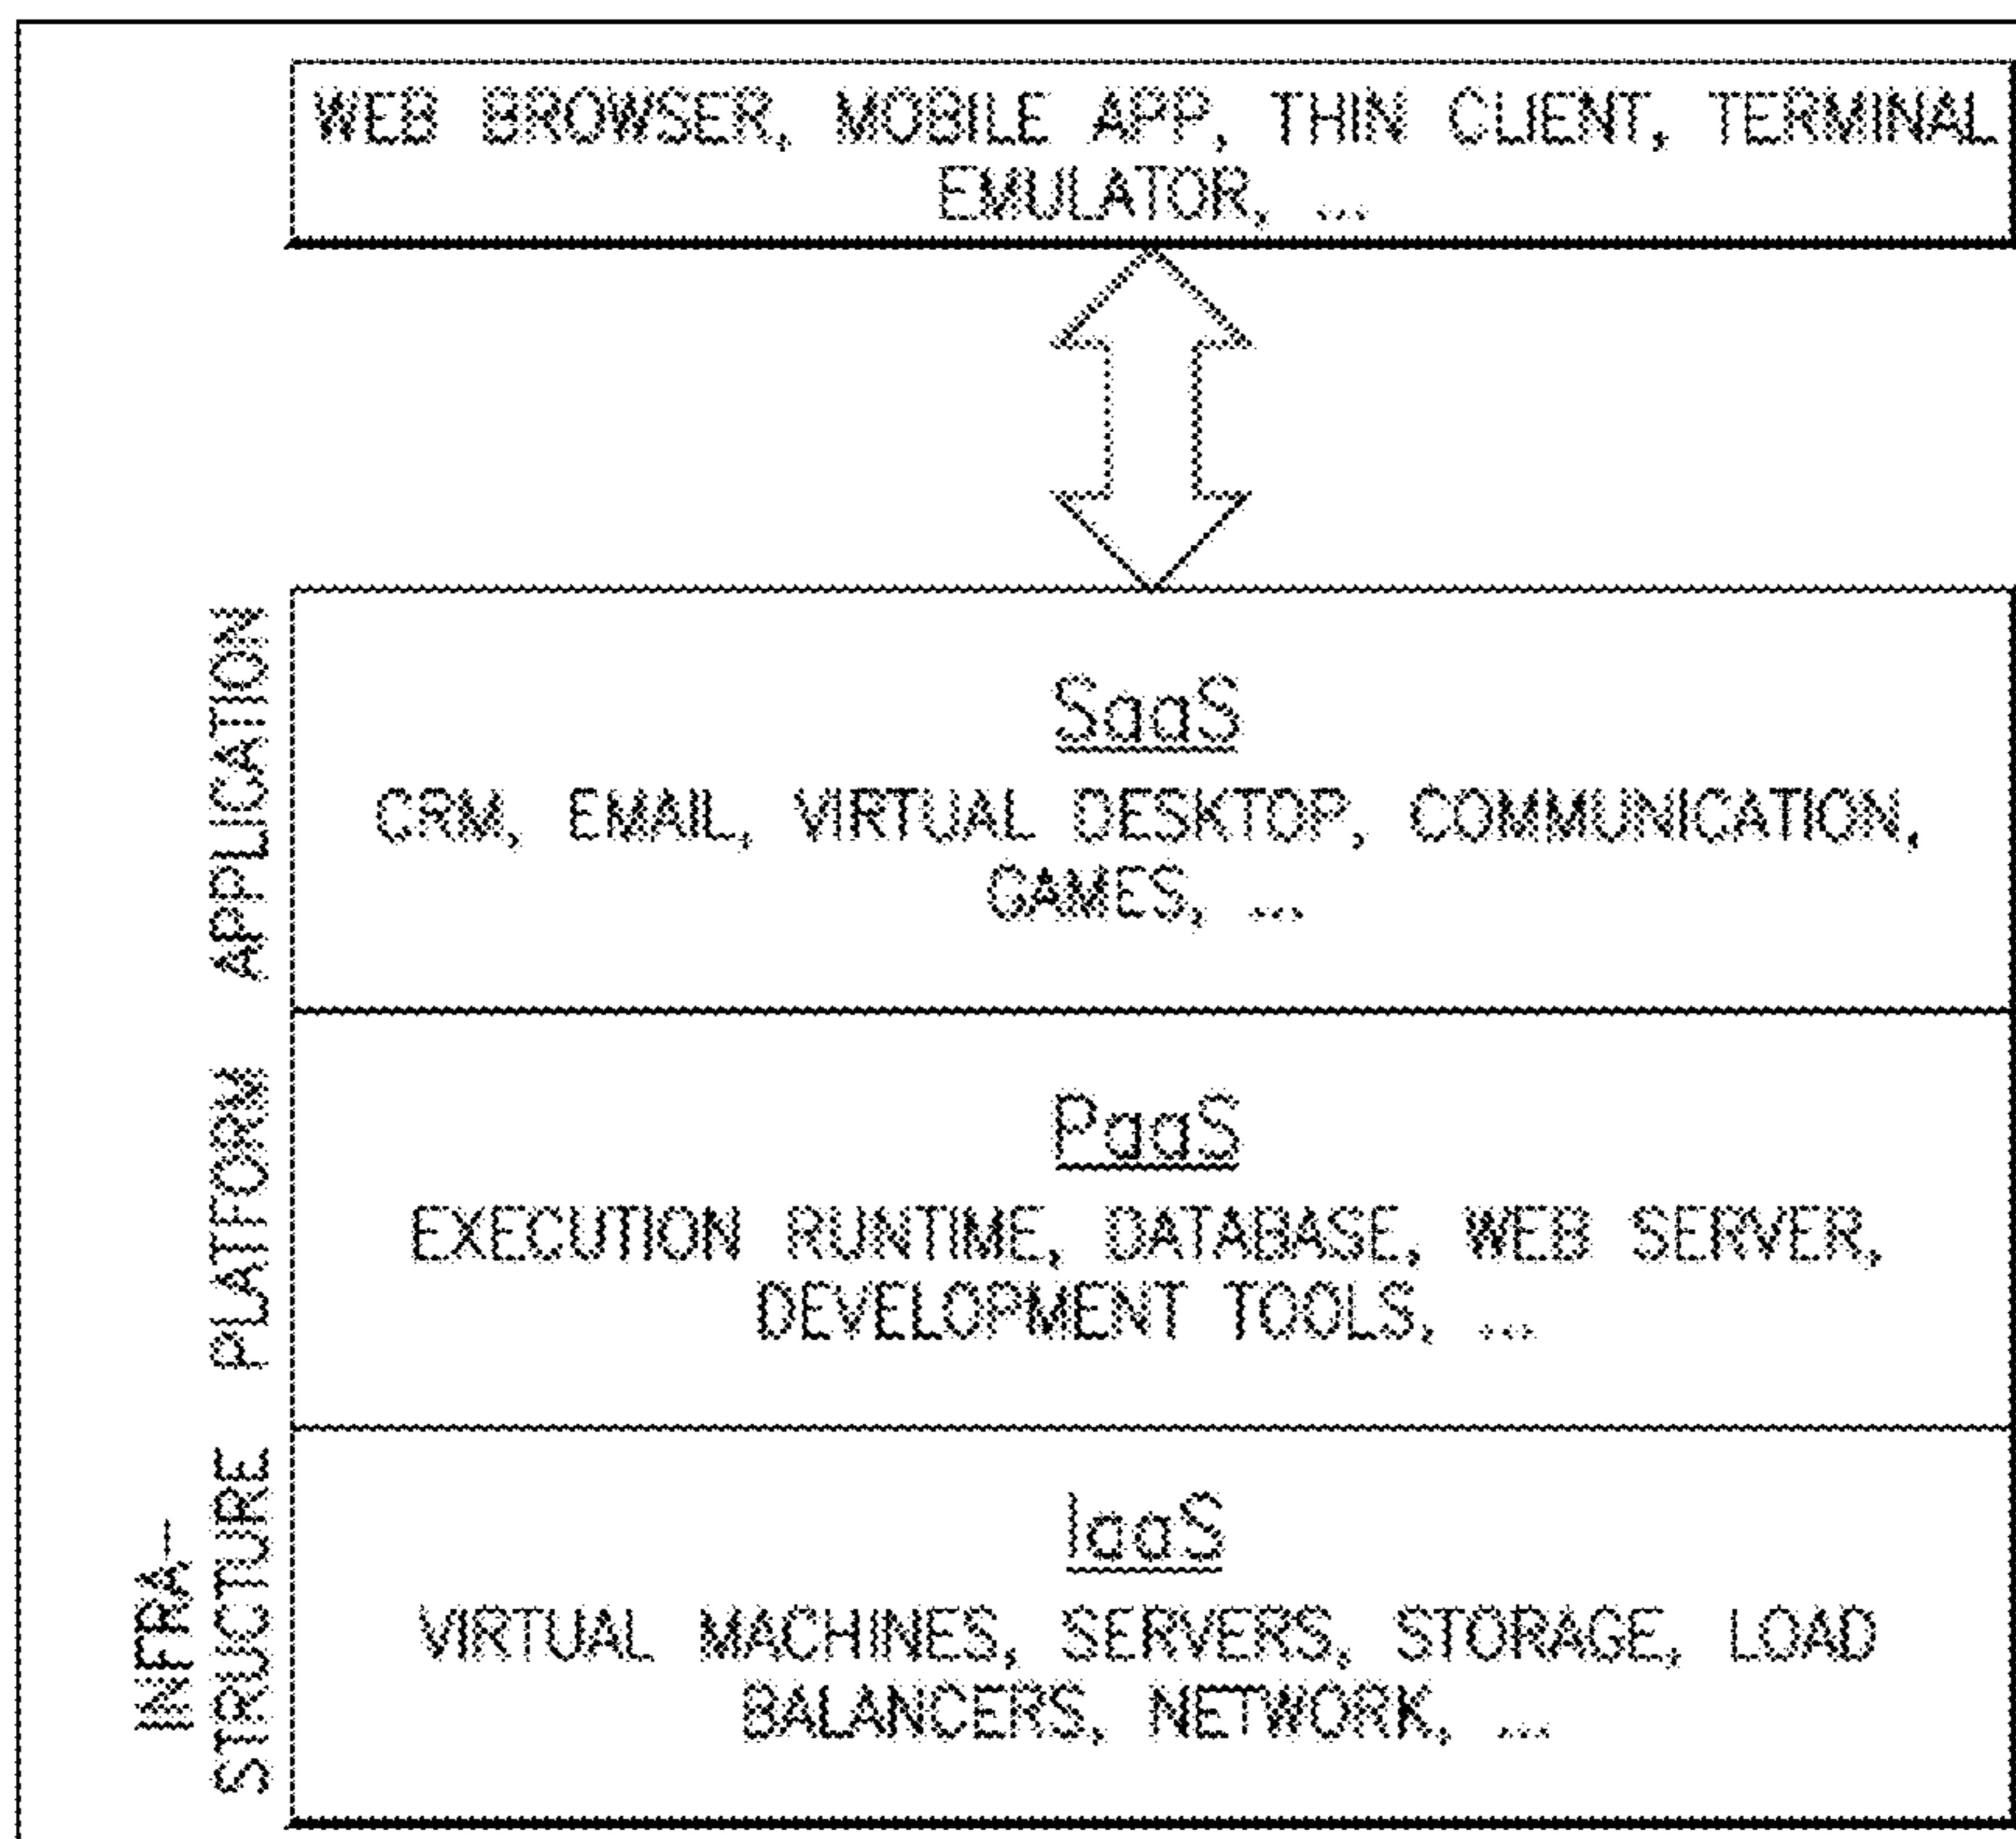 WEB BROWSER, MOBILE APP, THIN CLIENT, TERMINAL
EMULATOR, ...
APPLICATION
SaaS
CRM, EMAIL, VIRTUAL DESKTOP, COMMUNICATION,
GAMES, ...
PLATFORM
PaaS
EXECUTION RUNTIME, DATABASE, WEB SERVER,
DEVELOPMENT TOOLS, ...
INFRA-
STRUCTURE
IaaS
VIRTUAL MACHINES, SERVERS, STORAGE, LOAD
BALANCERS, NETWORK, ...